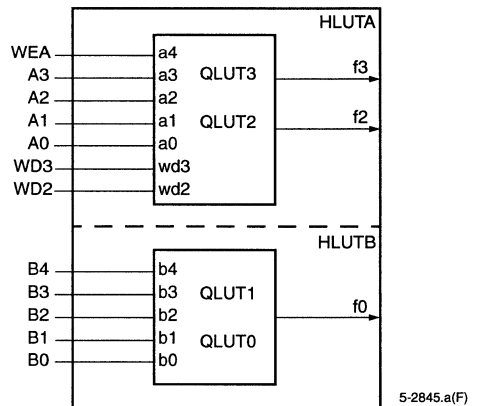 HLUTA
WEA a4
A3 a3 QLUT3 f3
A2 a2
A1 a1 QLUT2 f2
A0 a0
WD3 wd3
WD2 wd2
HLUTB
B4 b4
B3 b3 QLUT1
B2 b2 f0
B1 b1 QLUT0
B0 b0
5-2845.a(F)